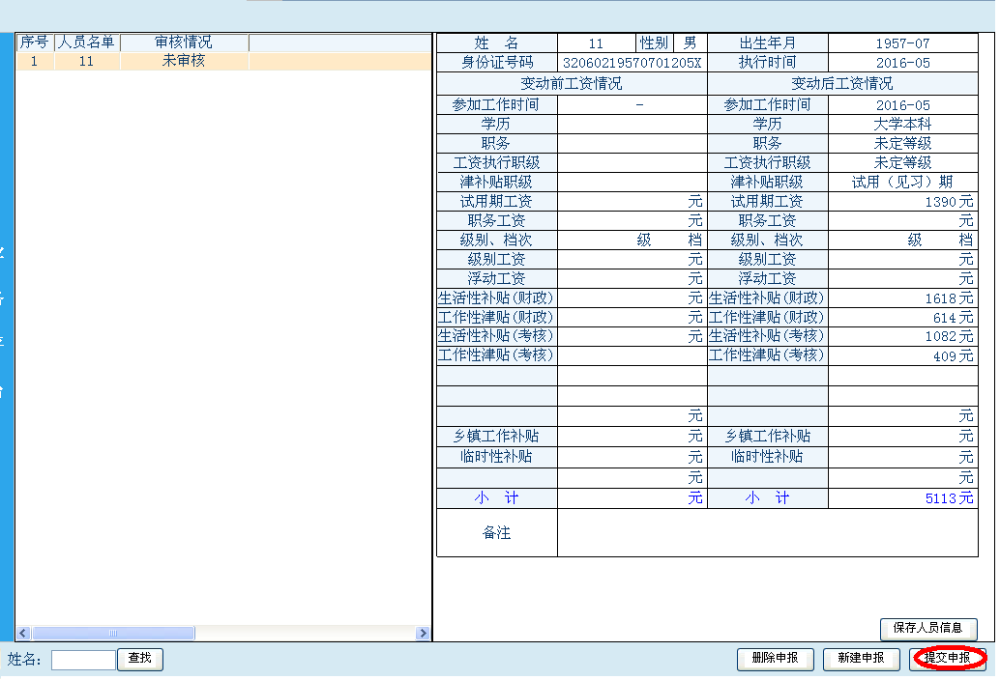 序号 人员名单 审核情况
1 11 未审核
姓 名 11 性别 男 出生年月 1957-07
身份证号码 32060219570701205X 执行时间 2016-05
变动前工资情况 变动后工资情况
参加工作时间 - 参加工作时间 2016-05
学历 学历 大学本科
职务 职务 未定等级
工资执行职级 工资执行职级 未定等级
津补贴职级 津补贴职级 试用（见习）期
试用期工资 元 试用期工资 1390元
职务工资 元 职务工资 元
级别、档次 级 档 级别、档次 级 档
级别工资 元 级别工资 元
浮动工资 元 浮动工资 元
生活性补贴(财政) 元 生活性补贴(财政) 1618元
工作性津贴(财政) 元 工作性津贴(财政) 614元
生活性补贴(考核) 元 生活性补贴(考核) 1082元
工作性津贴(考核) 工作性津贴(考核) 409元
元 元
乡镇工作补贴 元 乡镇工作补贴 元
临时性补贴 元 临时性补贴 元
元 元
小 计 元 小 计 5113元
备注
保存人员信息
姓名: 查找 删除申报 新建申报 提交申报